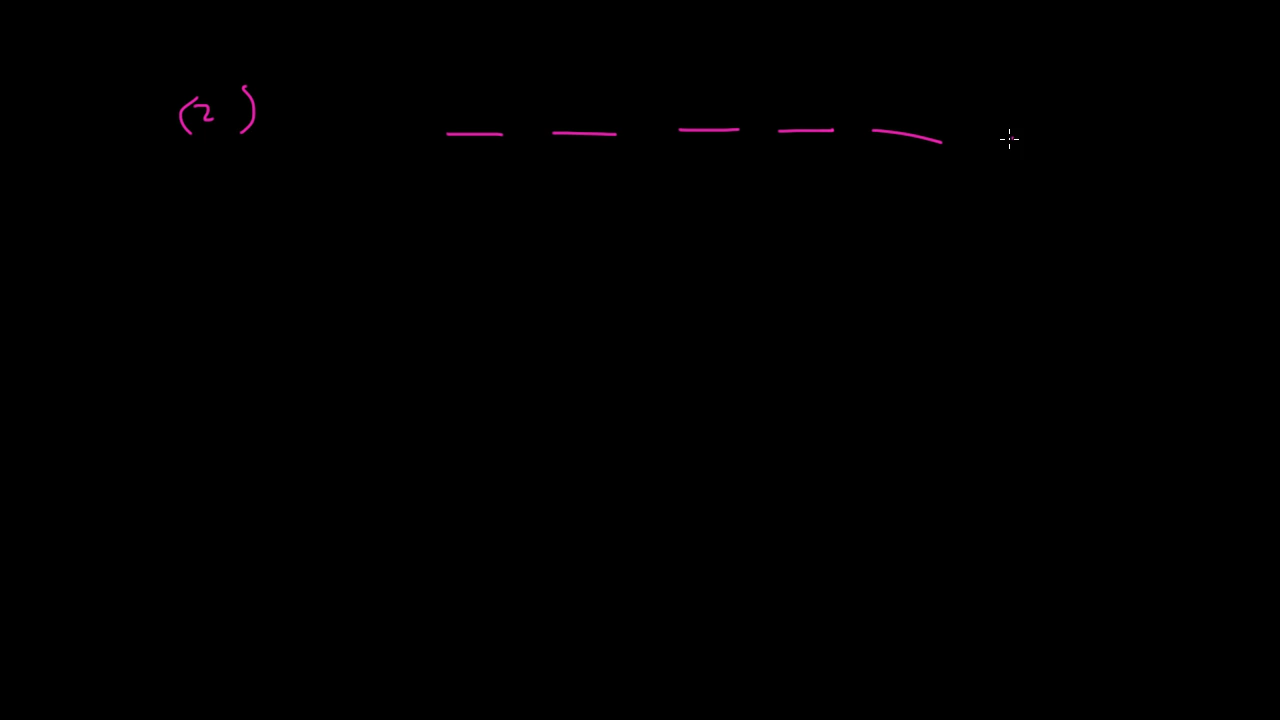 (2) _ _ _ _ _